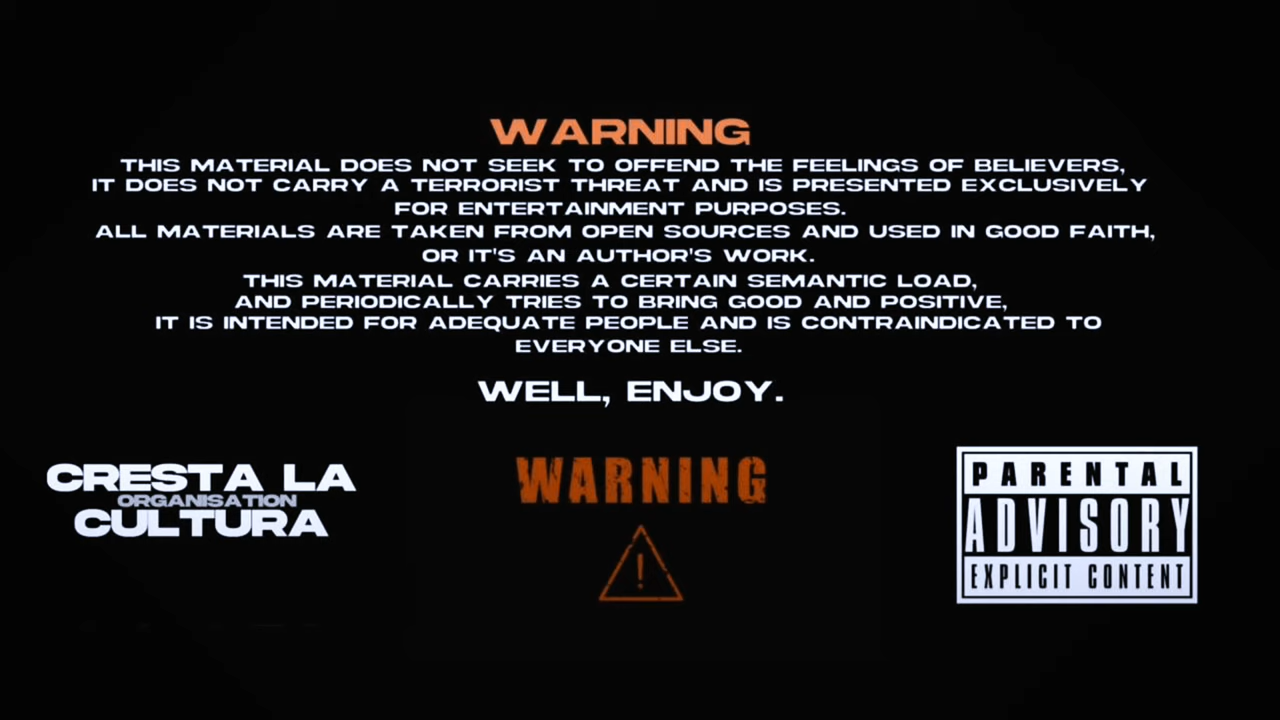 WARNING
THIS MATERIAL DOES NOT SEEK TO OFFEND THE FEELINGS OF BELIEVERS,
IT DOES NOT CARRY A TERRORIST THREAT AND IS PRESENTED EXCLUSIVELY
FOR ENTERTAINMENT PURPOSES.
ALL MATERIALS ARE TAKEN FROM OPEN SOURCES AND USED IN GOOD FAITH,
OR IT'S AN AUTHOR'S WORK.
THIS MATERIAL CARRIES A CERTAIN SEMANTIC LOAD,
AND PERIODICALLY TRIES TO BRING GOOD AND POSITIVE,
IT IS INTENDED FOR ADEQUATE PEOPLE AND IS CONTRAINDICATED TO
EVERYONE ELSE.
WELL, ENJOY.
CRESTA LA
ORGANISATION
CULTURA
WARNING
!
PARENTAL
ADVISORY
EXPLICIT CONTENT